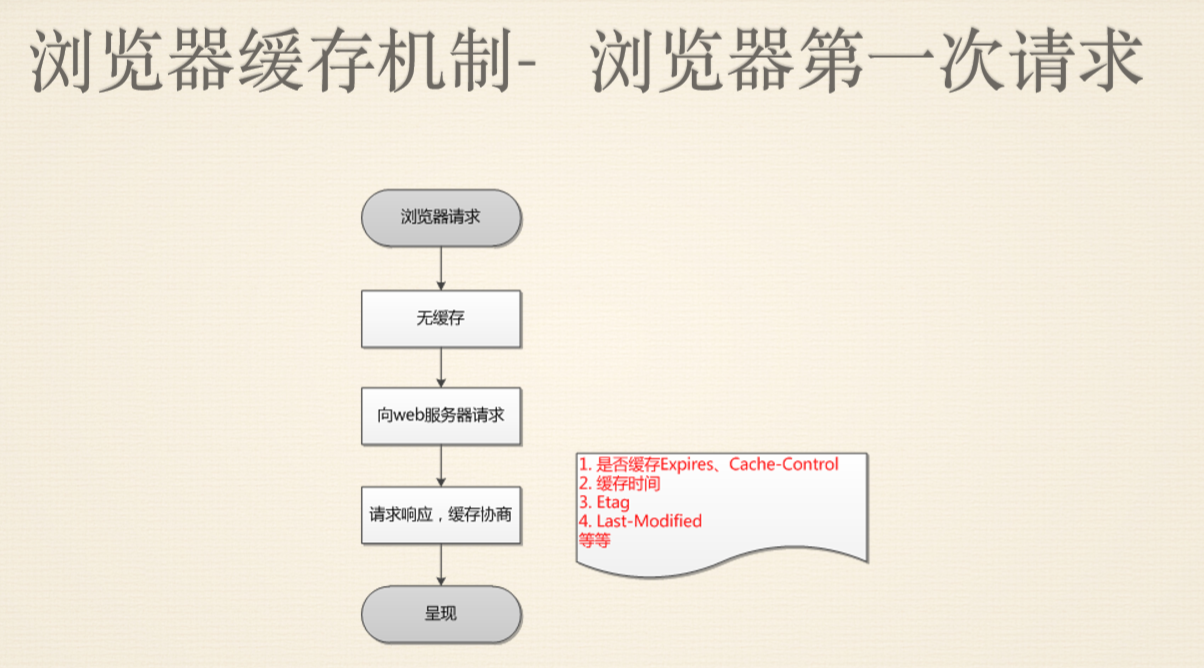 浏览器缓存机制- 浏览器第一次请求
浏览器请求
无缓存
向web服务器请求
请求响应，缓存协商
呈现
1. 是否缓存Expires、Cache-Control
2. 缓存时间
3. Etag
4. Last-Modified
等等